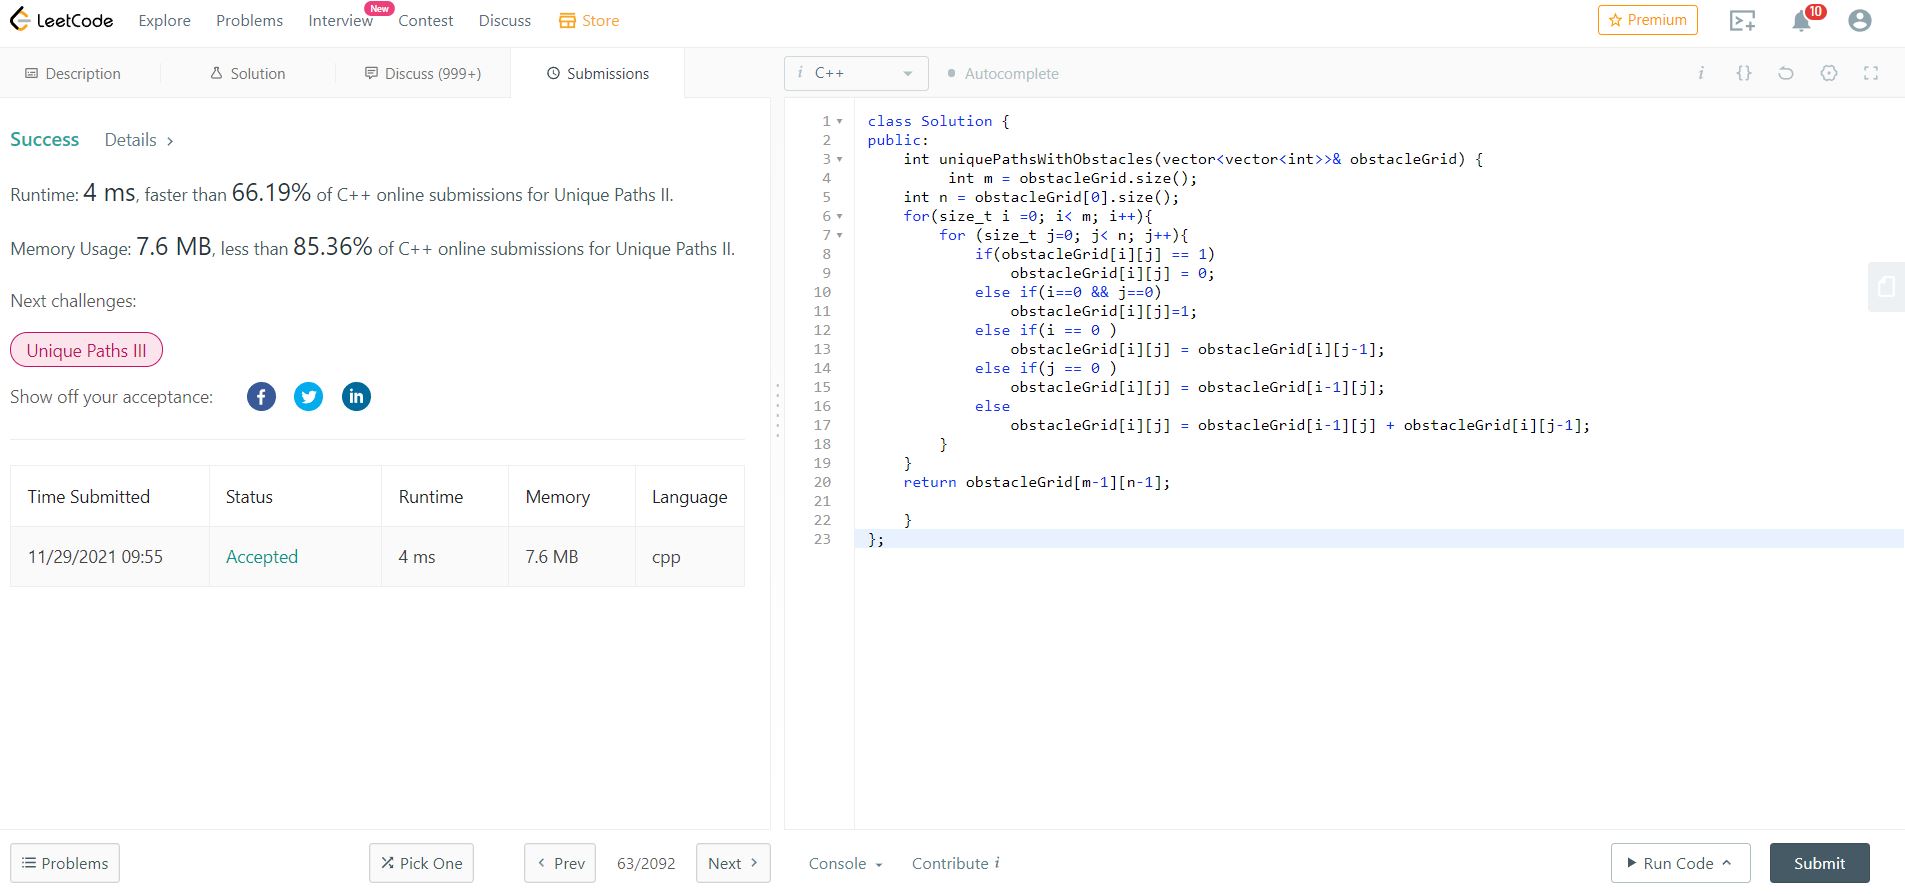 LeetCode Explore Problems Interview New Contest Discuss Store Premium 10
Description Solution Discuss (999+) Submissions
i C++ Autocomplete i {}
Success Details >
Runtime: 4 ms, faster than 66.19% of C++ online submissions for Unique Paths II.
Memory Usage: 7.6 MB, less than 85.36% of C++ online submissions for Unique Paths II.
Next challenges:
Unique Paths III
Show off your acceptance: f in
Time Submitted Status Runtime Memory Language
11/29/2021 09:55 Accepted 4 ms 7.6 MB cpp
1 class Solution {
2 public:
3     int uniquePathsWithObstacles(vector<vector<int>>& obstacleGrid) {
4          int m = obstacleGrid.size();
5     int n = obstacleGrid[0].size();
6     for(size_t i =0; i< m; i++){
7         for (size_t j=0; j< n; j++){
8             if(obstacleGrid[i][j] == 1)
9                 obstacleGrid[i][j] = 0;
10             else if(i==0 && j==0)
11                 obstacleGrid[i][j]=1;
12             else if(i == 0 )
13                 obstacleGrid[i][j] = obstacleGrid[i][j-1];
14             else if(j == 0 )
15                 obstacleGrid[i][j] = obstacleGrid[i-1][j];
16             else
17                 obstacleGrid[i][j] = obstacleGrid[i-1][j] + obstacleGrid[i][j-1];
18         }
19     }
20     return obstacleGrid[m-1][n-1];
21
22     }
23 };
Problems Pick One < Prev 63/2092 Next >
Console Contribute i Run Code Submit